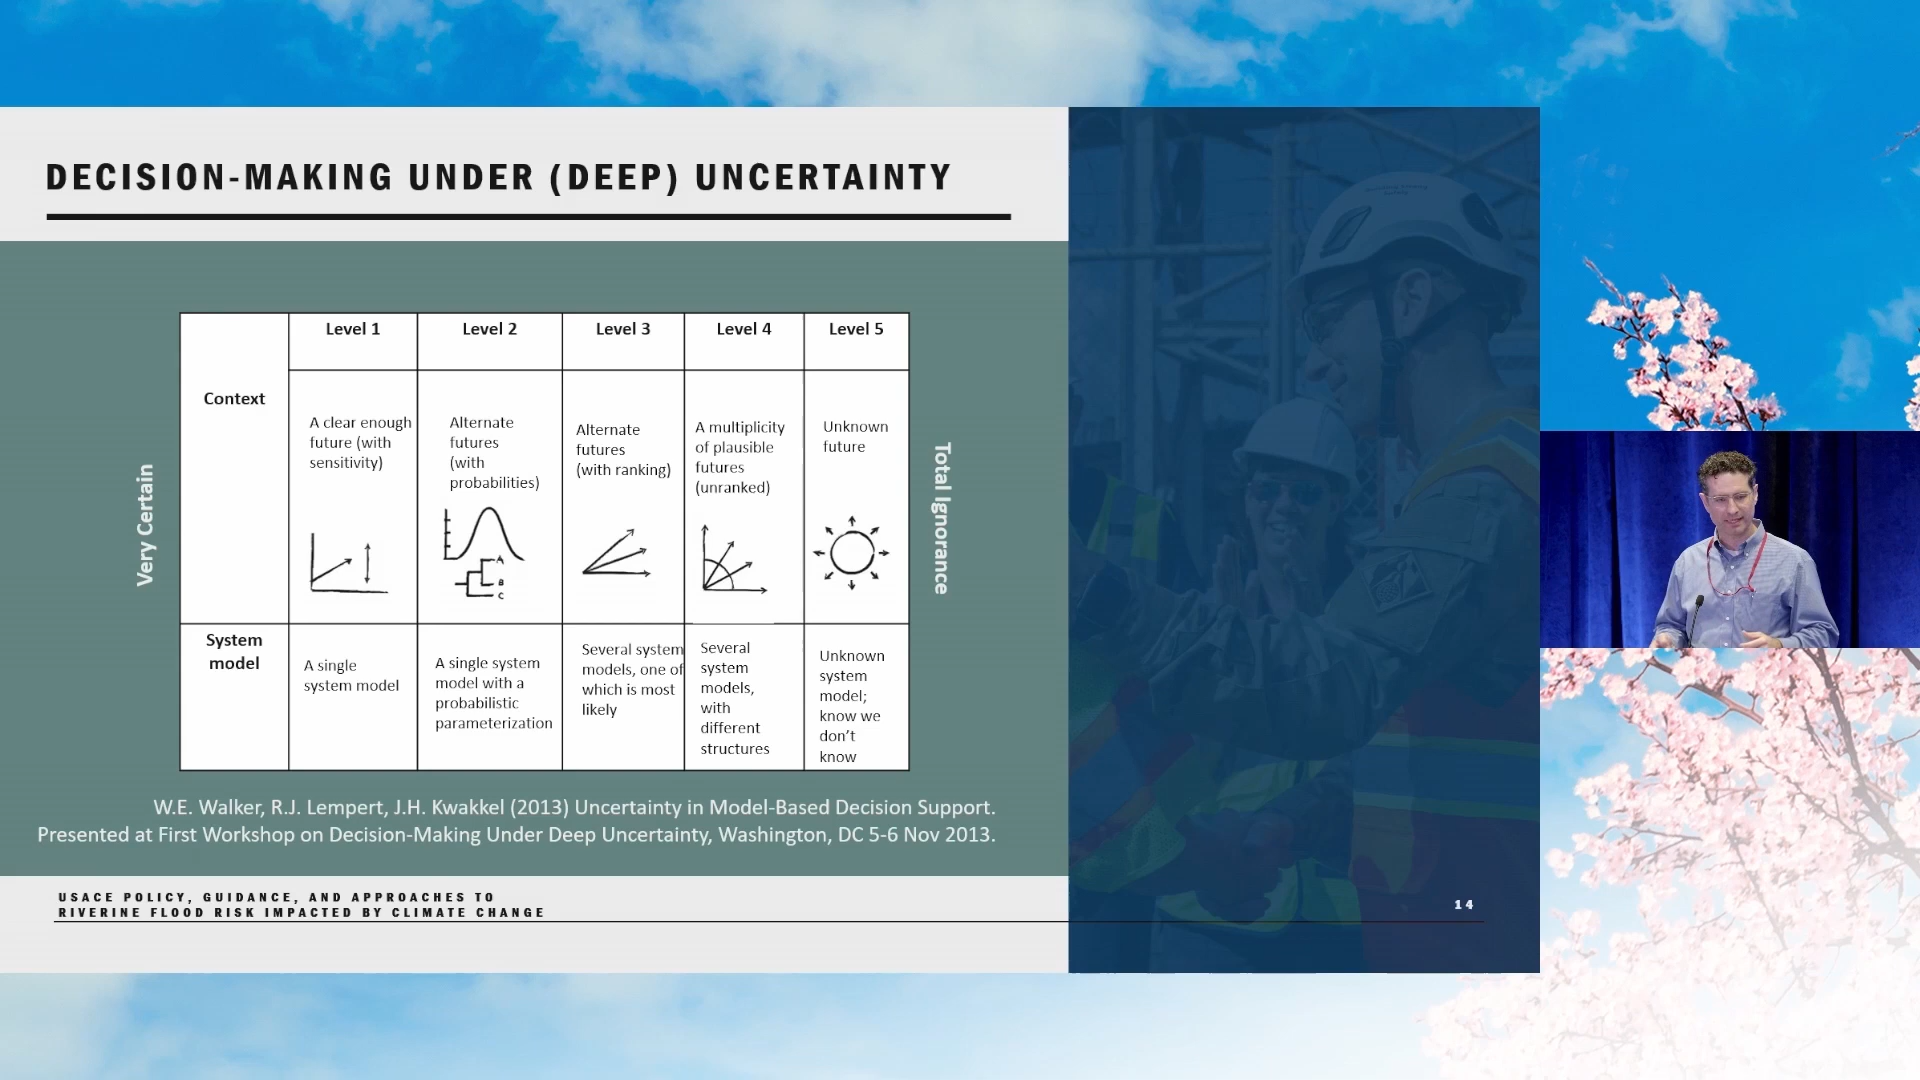 DECISION-MAKING UNDER (DEEP) UNCERTAINTY
Level 1
Level 2
Level 3
Level 4
Level 5
Context
A clear enough
future (with
sensitivity)
Alternate
futures
(with
probabilities)
A
B
C
Alternate
futures
(with ranking)
A multiplicity
of plausible
futures
(unranked)
Unknown
future
Very Certain
Total Ignorance
System
model
A single
system model
A single system
model with a
probabilistic
parameterization
Several system
models, one of
which is most
likely
Several
system
models,
with
different
structures
Unknown
system
model;
know we
don't
know
W.E. Walker, R.J. Lempert, J.H. Kwakkel (2013) Uncertainty in Model-Based Decision Support.
Presented at First Workshop on Decision-Making Under Deep Uncertainty, Washington, DC 5-6 Nov 2013.
USACE POLICY, GUIDANCE, AND APPROACHES TO
RIVERINE FLOOD RISK IMPACTED BY CLIMATE CHANGE
14